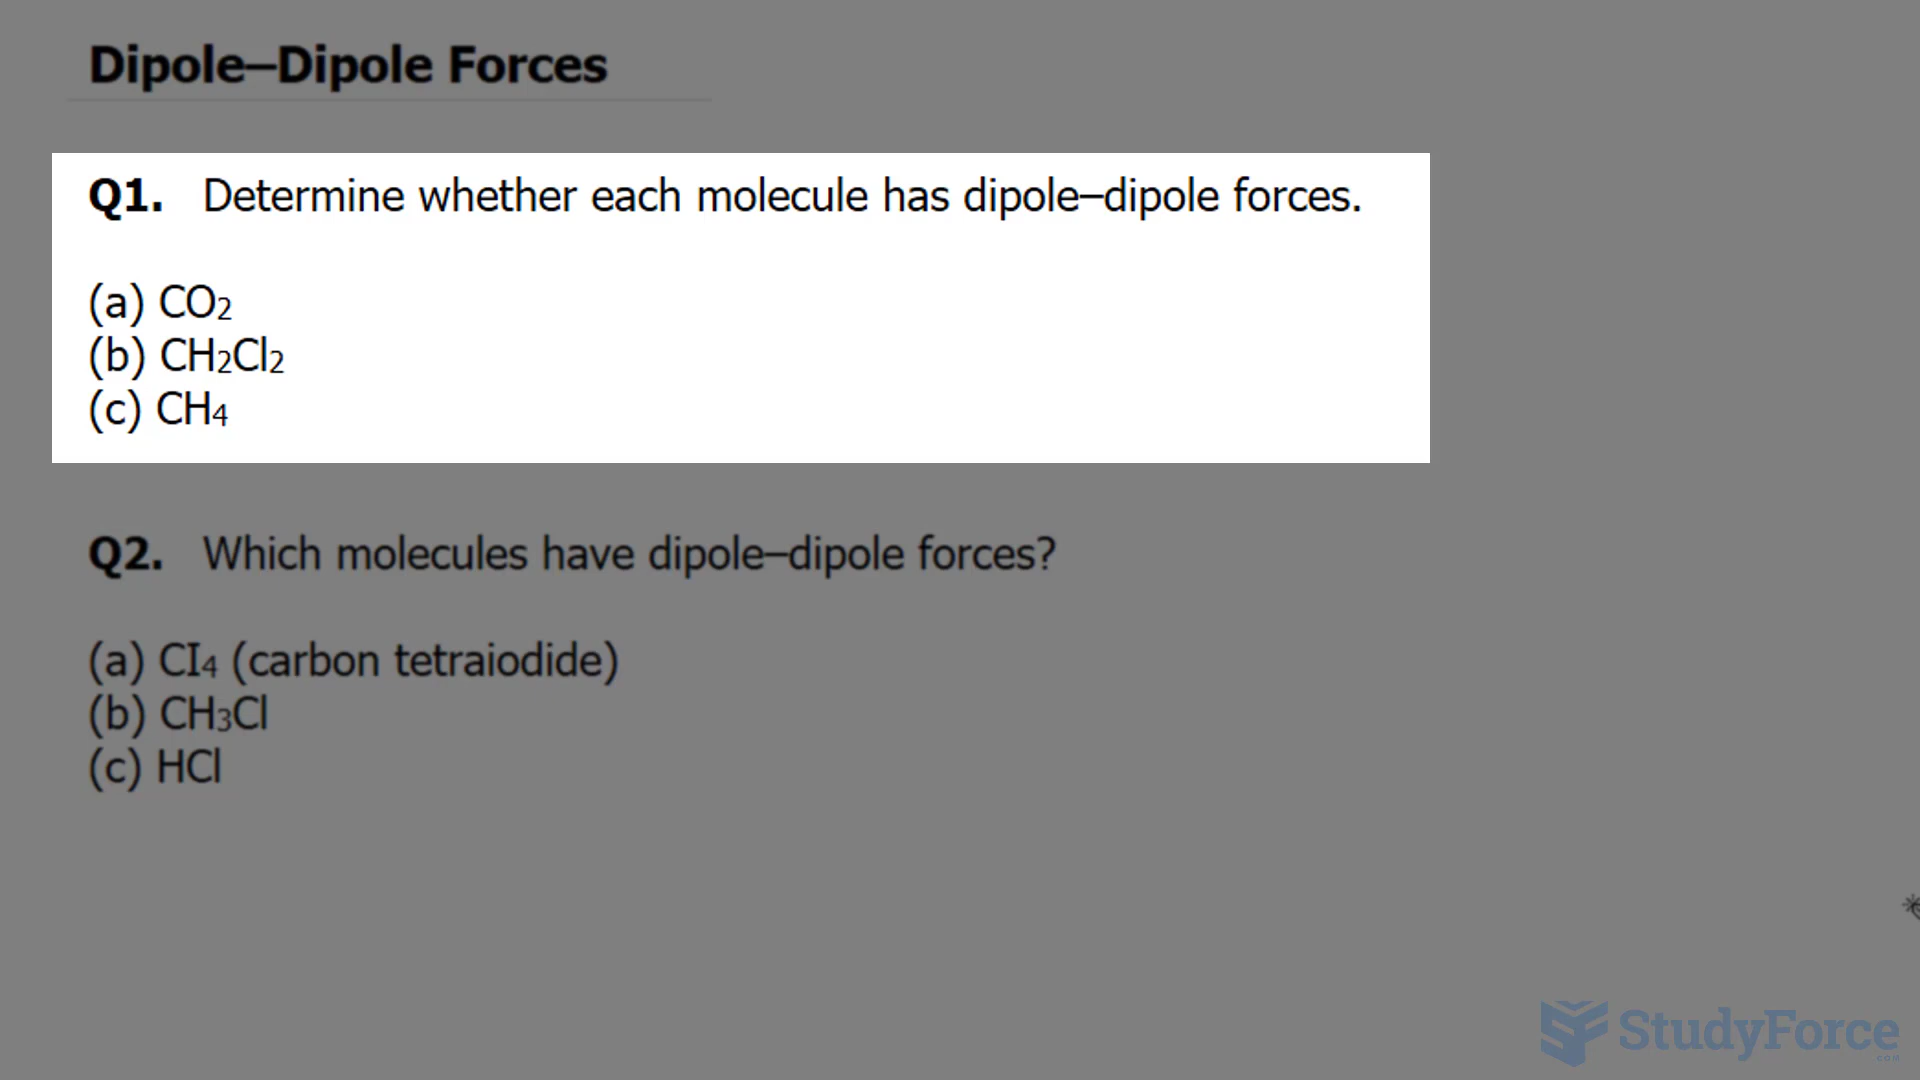 Dipole–Dipole Forces
Q1. Determine whether each molecule has dipole–dipole forces.
(a) CO2
(b) CH2Cl2
(c) CH4
Q2. Which molecules have dipole–dipole forces?
(a) CI4 (carbon tetraiodide)
(b) CH3Cl
(c) HCl
StudyForce
.com